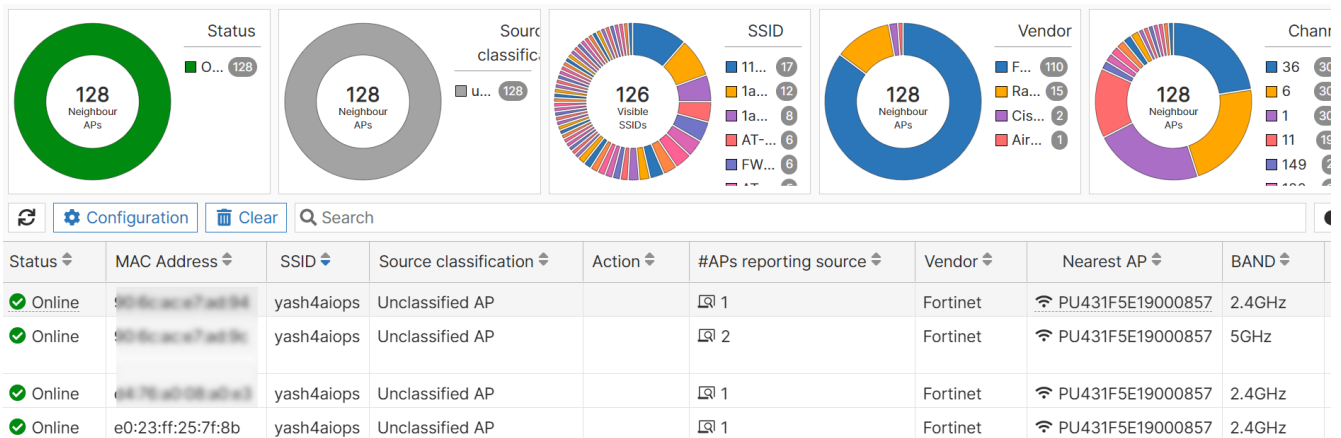 Status
O... 128
128
Neighbour
APs
Sourc
classifica
u... 128
128
Neighbour
APs
SSID
11... 17
1a... 12
1a... 8
AT-... 6
FW... 6
126
Visible
SSIDs
Vendor
F... 110
Ra... 15
Cis... 2
Air... 1
128
Neighbour
APs
Chann
36 30
6 30
1 30
11 19
149 2
128
Neighbour
APs
Configuration Clear Search
Status MAC Address SSID Source classification Action #APs reporting source Vendor Nearest AP BAND
Online yash4aiops Unclassified AP 1 Fortinet PU431F5E19000857 2.4GHz
Online yash4aiops Unclassified AP 2 Fortinet PU431F5E19000857 5GHz
Online yash4aiops Unclassified AP 1 Fortinet PU431F5E19000857 2.4GHz
Online e0:23:ff:25:7f:8b yash4aiops Unclassified AP 1 Fortinet PU431F5E19000857 2.4GHz